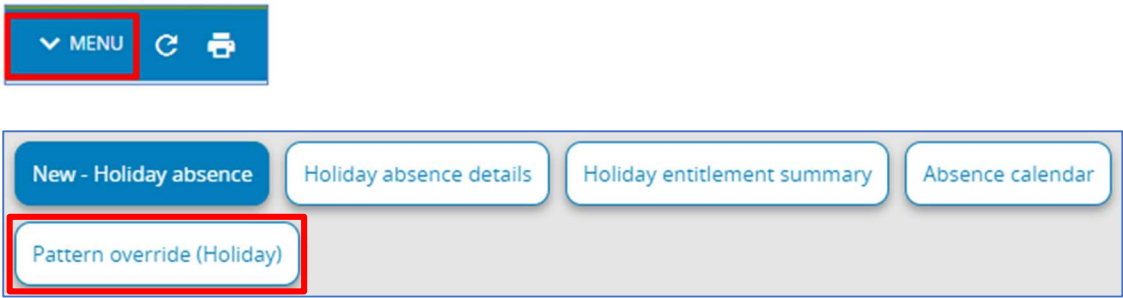 MENU
New - Holiday absence Holiday absence details Holiday entitlement summary Absence calendar
Pattern override (Holiday)